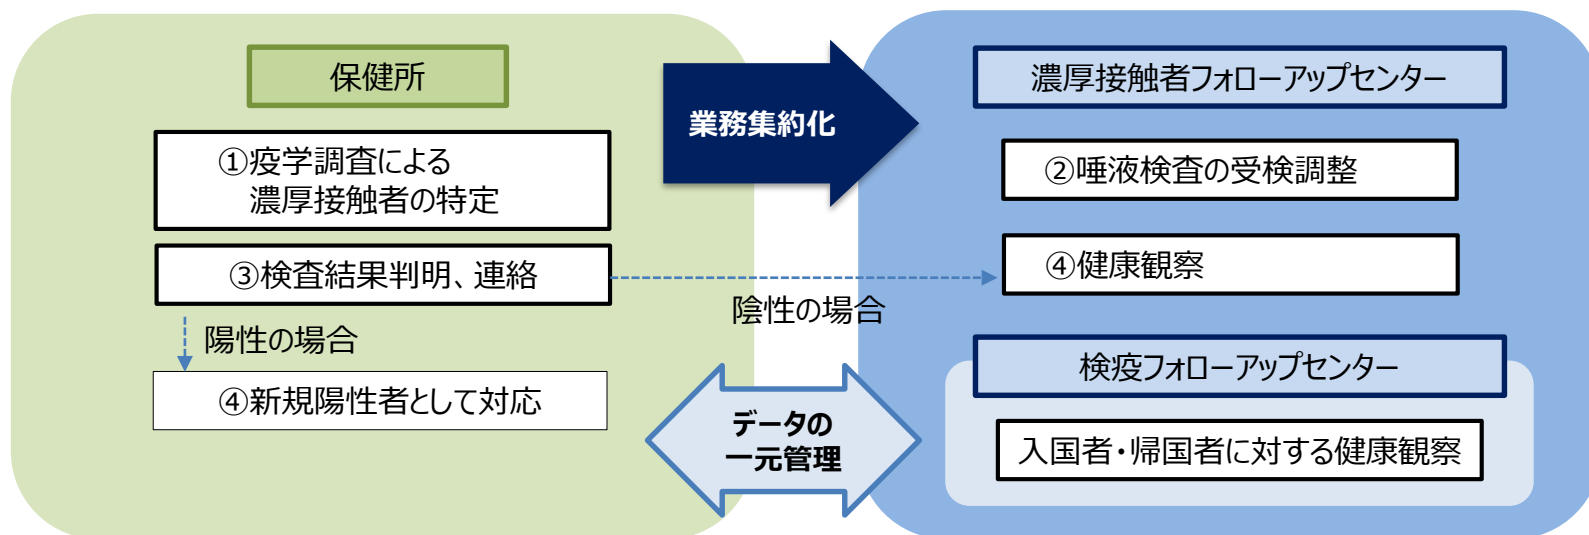 保健所
①疫学調査による
濃厚接触者の特定
③検査結果判明、連絡
陽性の場合
④新規陽性者として対応
業務集約化
陰性の場合
データの
一元管理
濃厚接触者フォローアップセンター
②唾液検査の受検調整
④健康観察
検疫フォローアップセンター
入国者・帰国者に対する健康観察